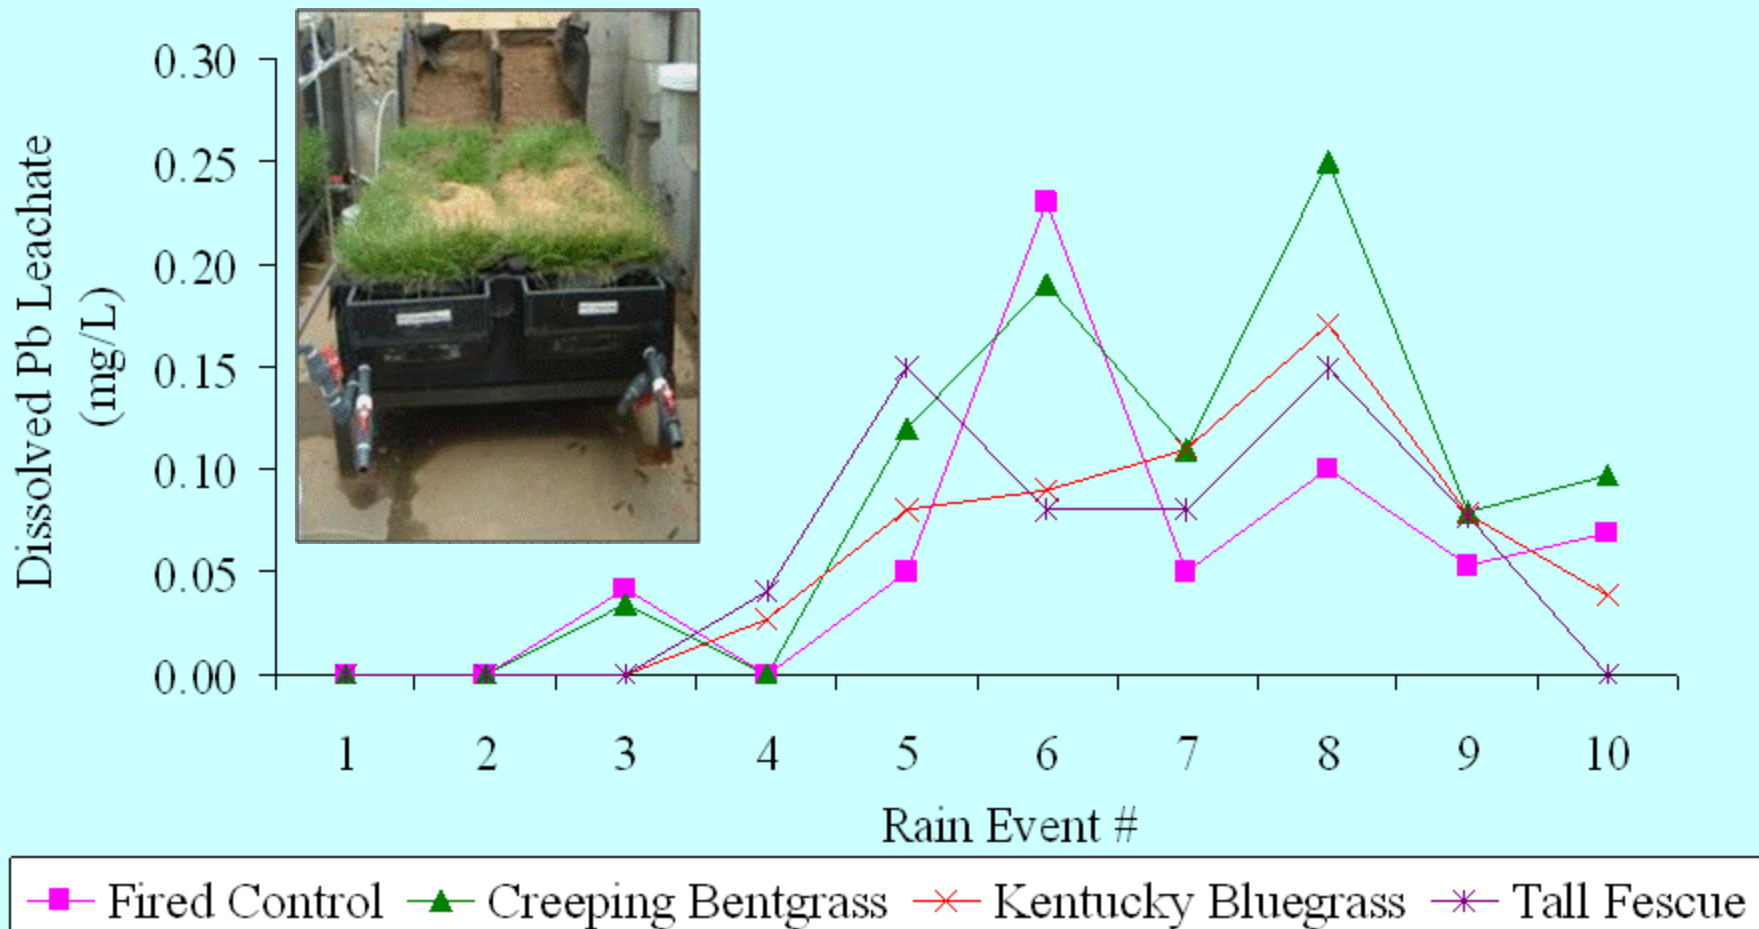 Dissolved Pb Leachate
(mg/L)
0.30
0.25
0.20
0.15
0.10
0.05
0.00
1 2 3 4 5 6 7 8 9 10
Rain Event #
Fired Control Creeping Bentgrass Kentucky Bluegrass Tall Fescue